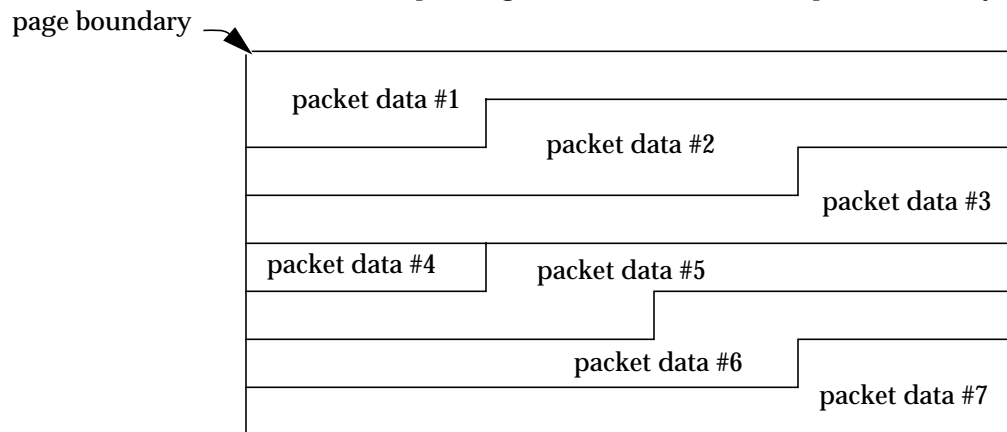 page boundary
packet data #1
packet data #2
packet data #3
packet data #4
packet data #5
packet data #6
packet data #7